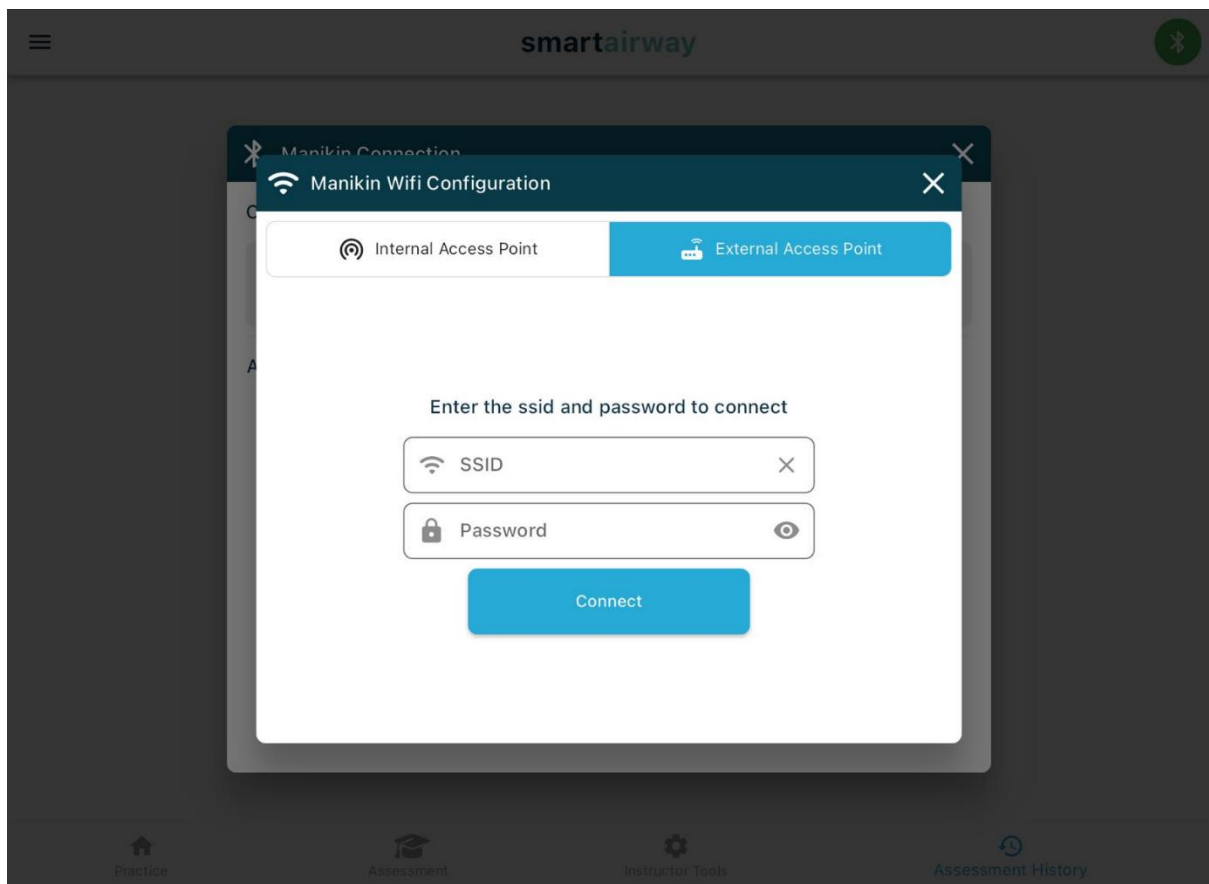 smartairway
Manikin Connection
Manikin Wifi Configuration
Internal Access Point
External Access Point
Enter the ssid and password to connect
SSID
Password
Connect
Practice
Assessment
Instructor Tools
Assessment History